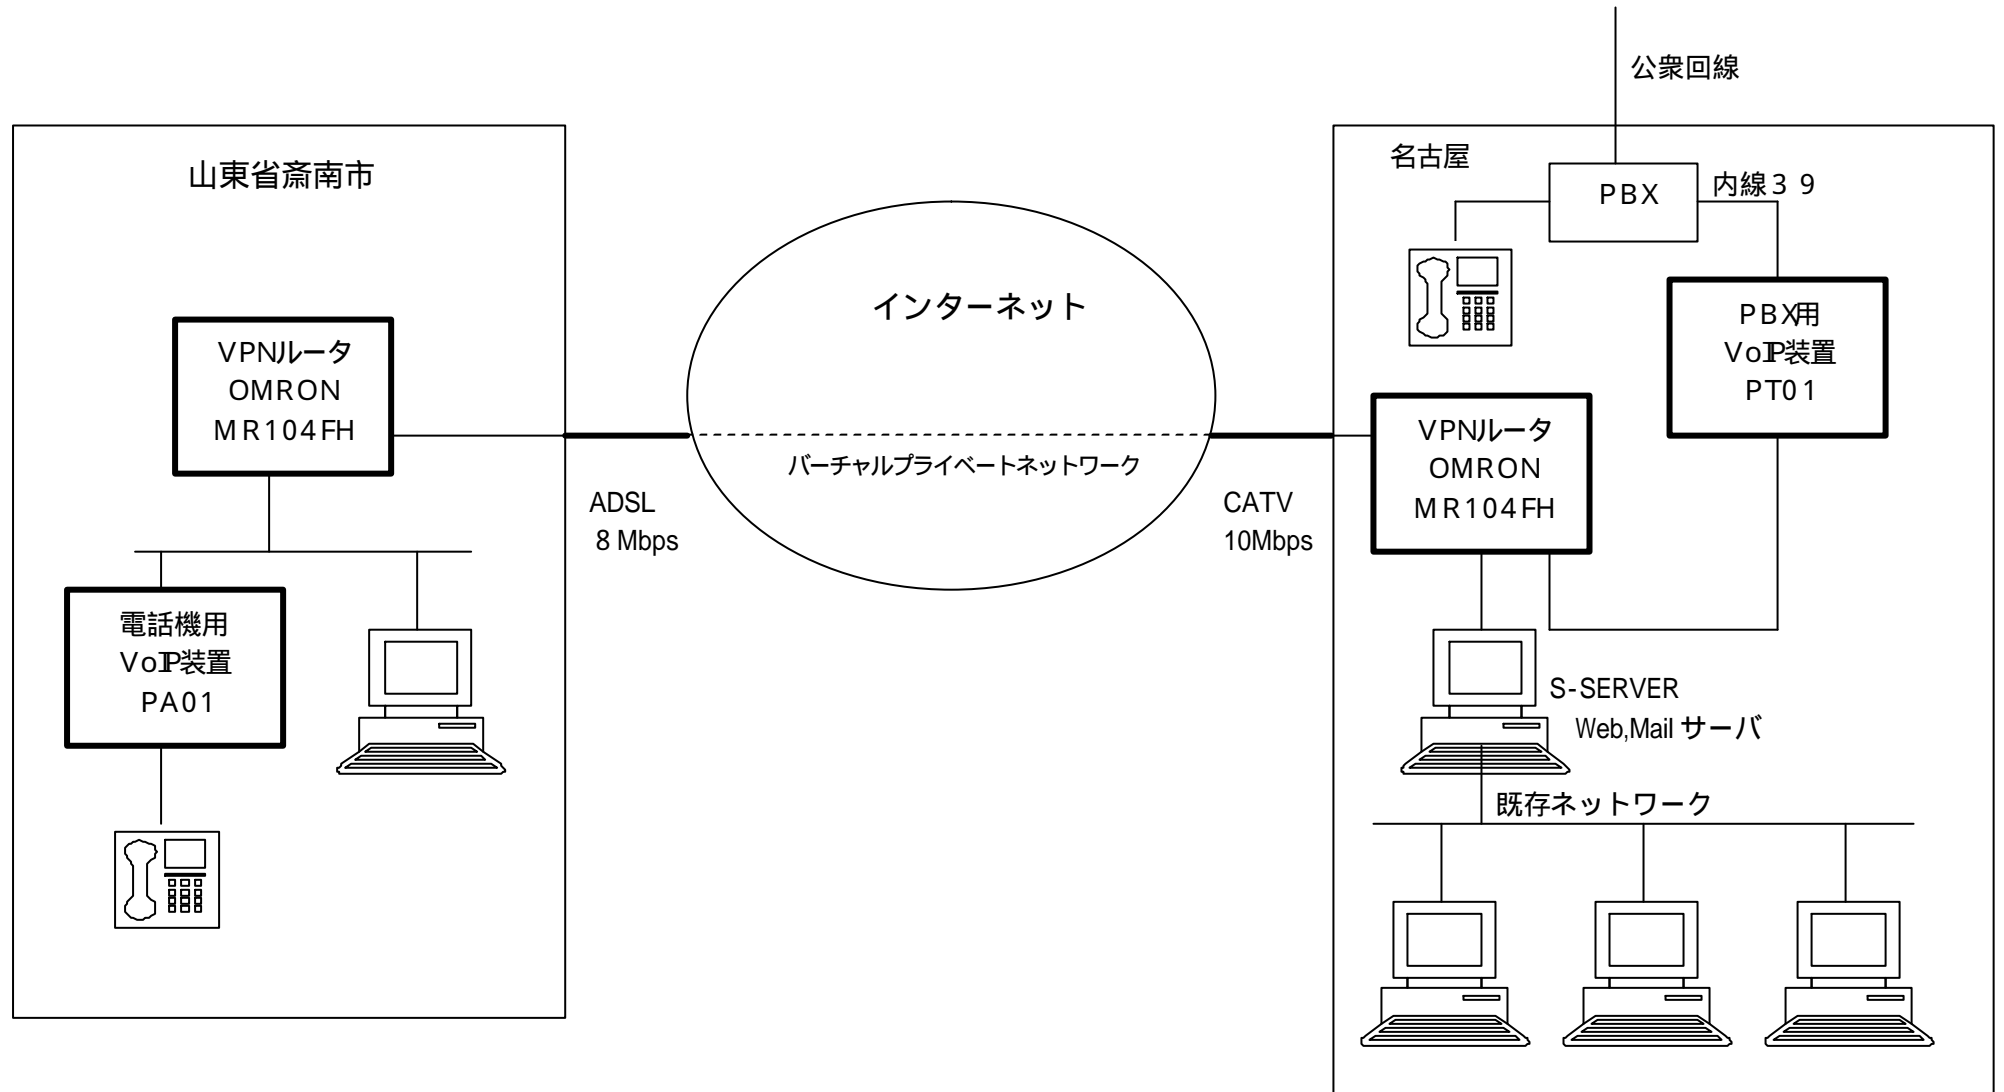 公衆回線
山東省斎南市
名古屋
PBX
内線３９
インターネット
VPNルータ
OMRON
MR104FH
PBX用
VoIP装置
PT01
VPNルータ
OMRON
MR104FH
バーチャルプライベートネットワーク
ADSL
8 Mbps
CATV
10Mbps
電話機用
VoIP装置
PA01
S-SERVER
Web,Mail サーバ
既存ネットワーク